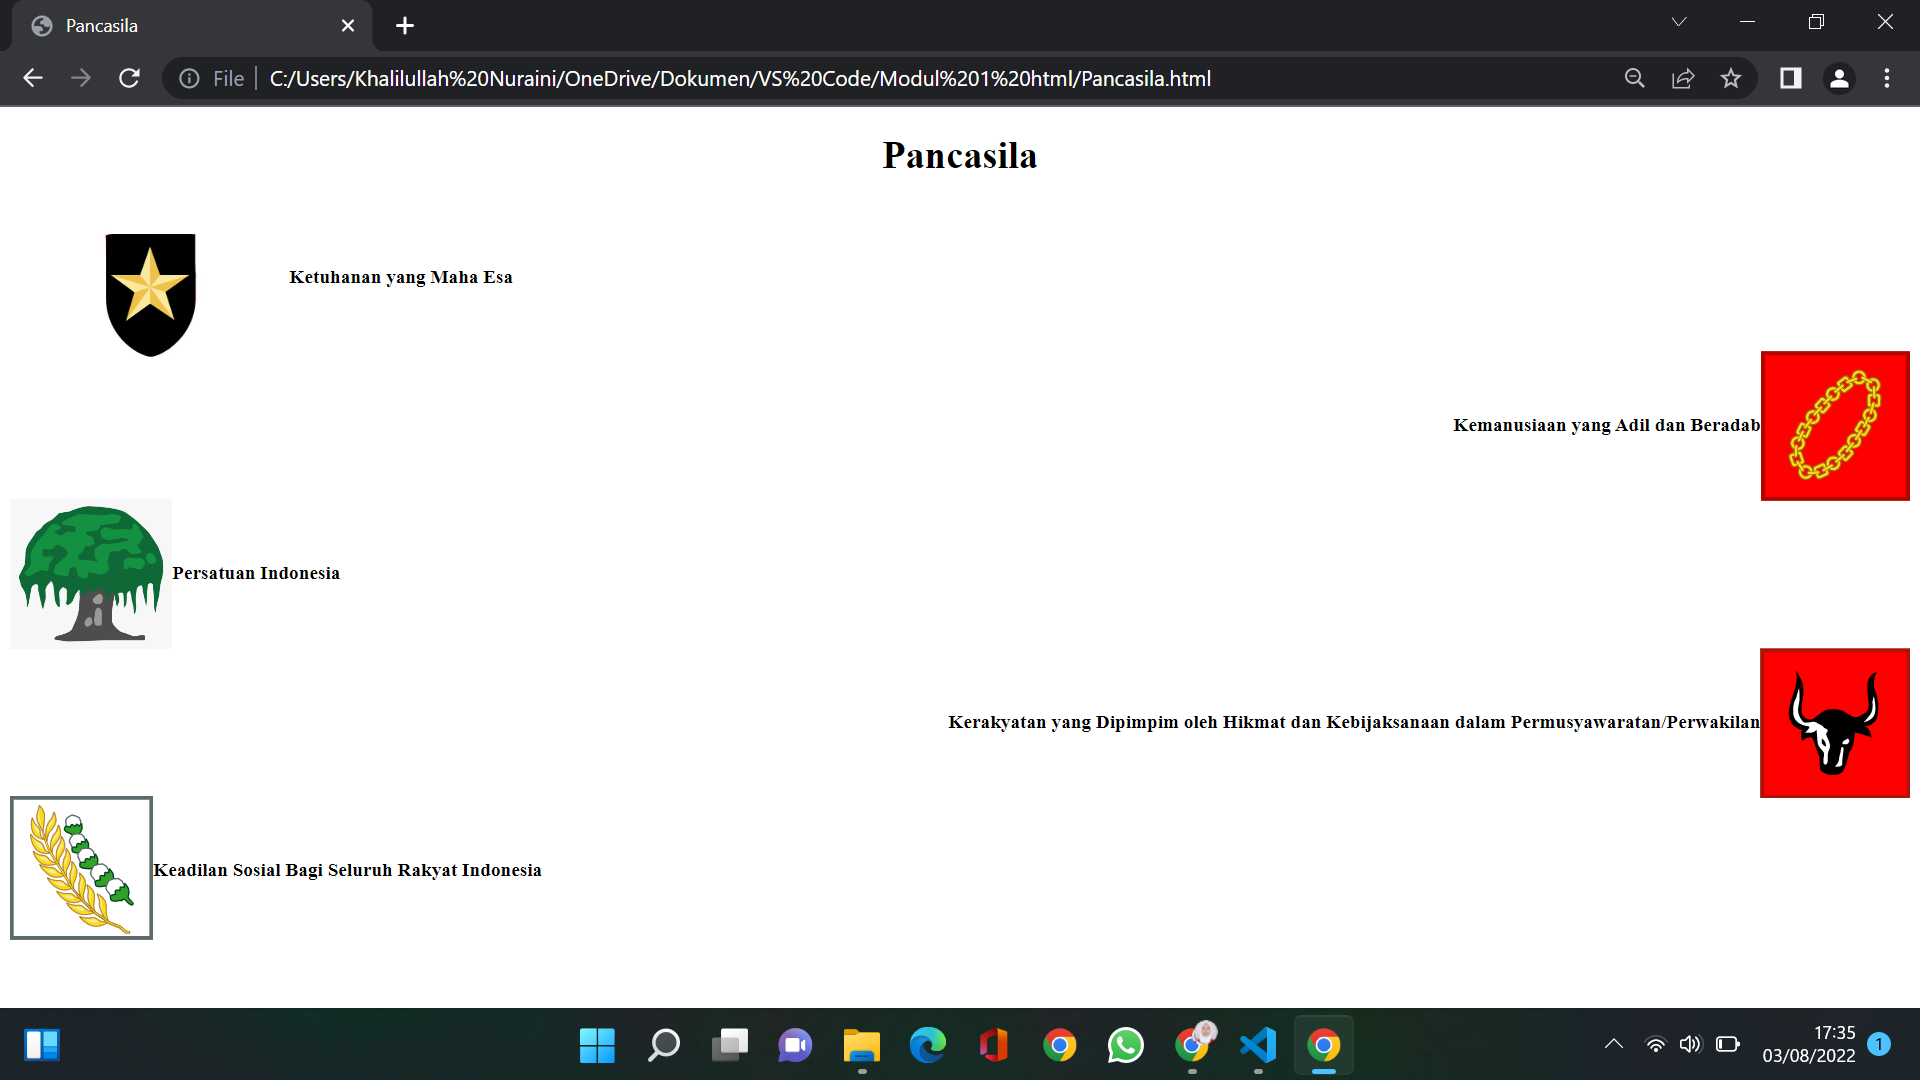 Pancasila
File
C:/Users/Khalilullah%20Nuraini/OneDrive/Dokumen/VS%20Code/Modul%201%20html/Pancasila.html
Pancasila
Ketuhanan yang Maha Esa
Kemanusiaan yang Adil dan Beradab
Persatuan Indonesia
Kerakyatan yang Dipimpim oleh Hikmat dan Kebijaksanaan dalam Permusyawaratan/Perwakilan
Keadilan Sosial Bagi Seluruh Rakyat Indonesia
17:35
03/08/2022
1